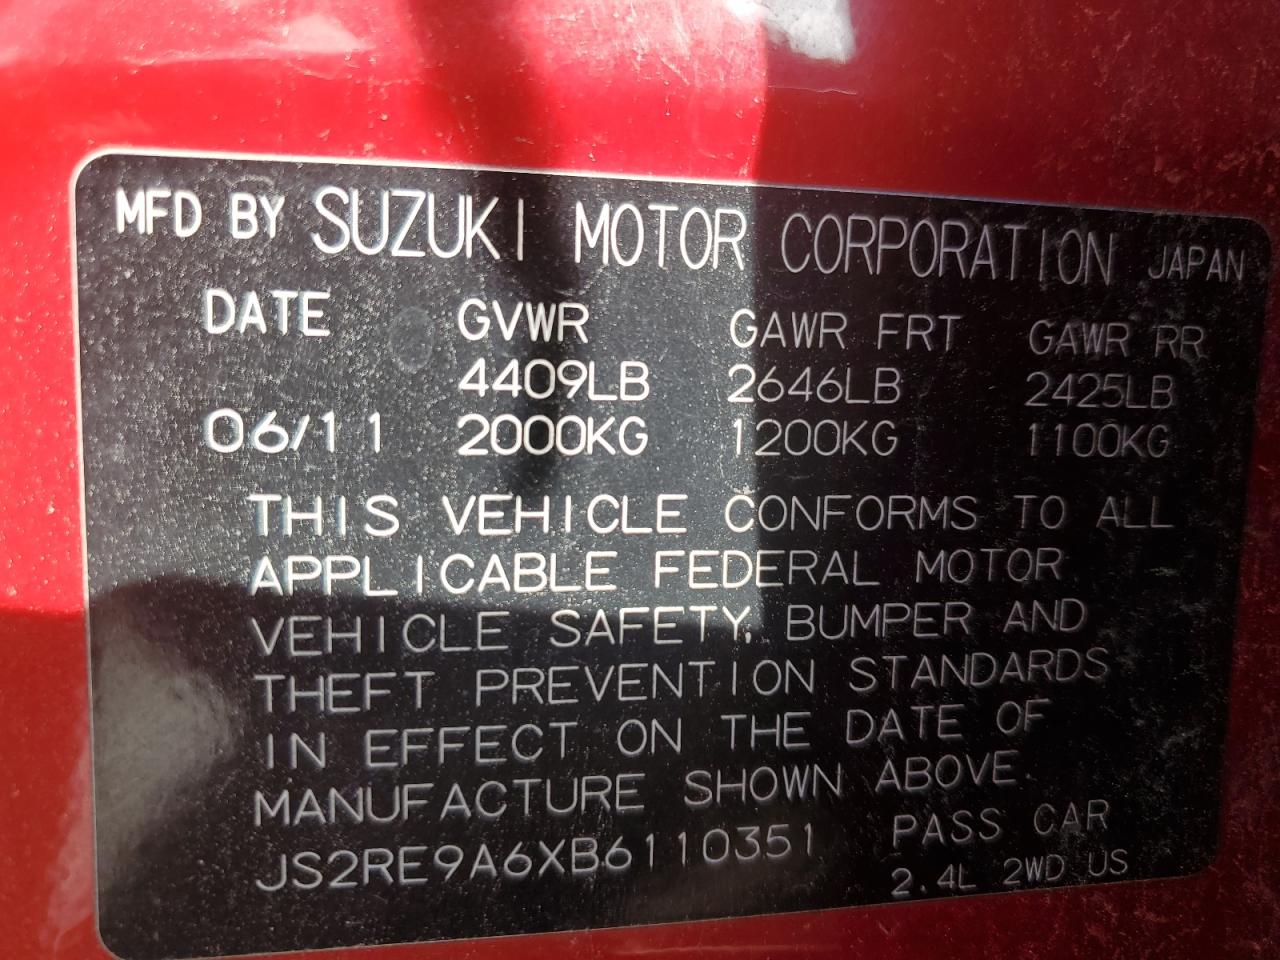 MFD BY SUZUKI MOTOR CORPORATION JAPAN
DATE GVWR GAWR FRT GAWR RR
4409LB 2646LB 2425LB
06/11 2000KG 1200KG 1100KG
THIS VEHICLE CONFORMS TO ALL
APPLICABLE FEDERAL MOTOR
VEHICLE SAFETY, BUMPER AND
THEFT PREVENTION STANDARDS
IN EFFECT ON THE DATE OF
MANUFACTURE SHOWN ABOVE.
JS2RE9A6XB6110351 PASS CAR
2.4L 2WD US